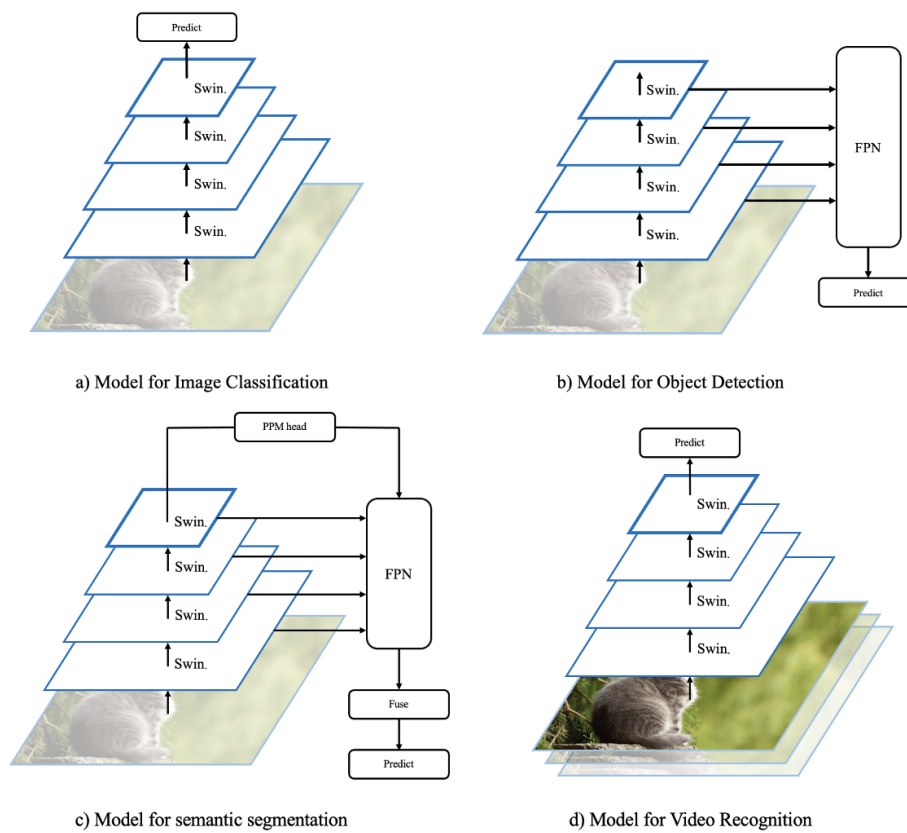 Predict
Swin.
Swin.
Swin.
Swin.
a) Model for Image Classification
Swin.
Swin.
Swin.
Swin.
FPN
Predict
b) Model for Object Detection
PPM head
Swin.
Swin.
Swin.
Swin.
FPN
Fuse
Predict
c) Model for semantic segmentation
Predict
Swin.
Swin.
Swin.
Swin.
d) Model for Video Recognition